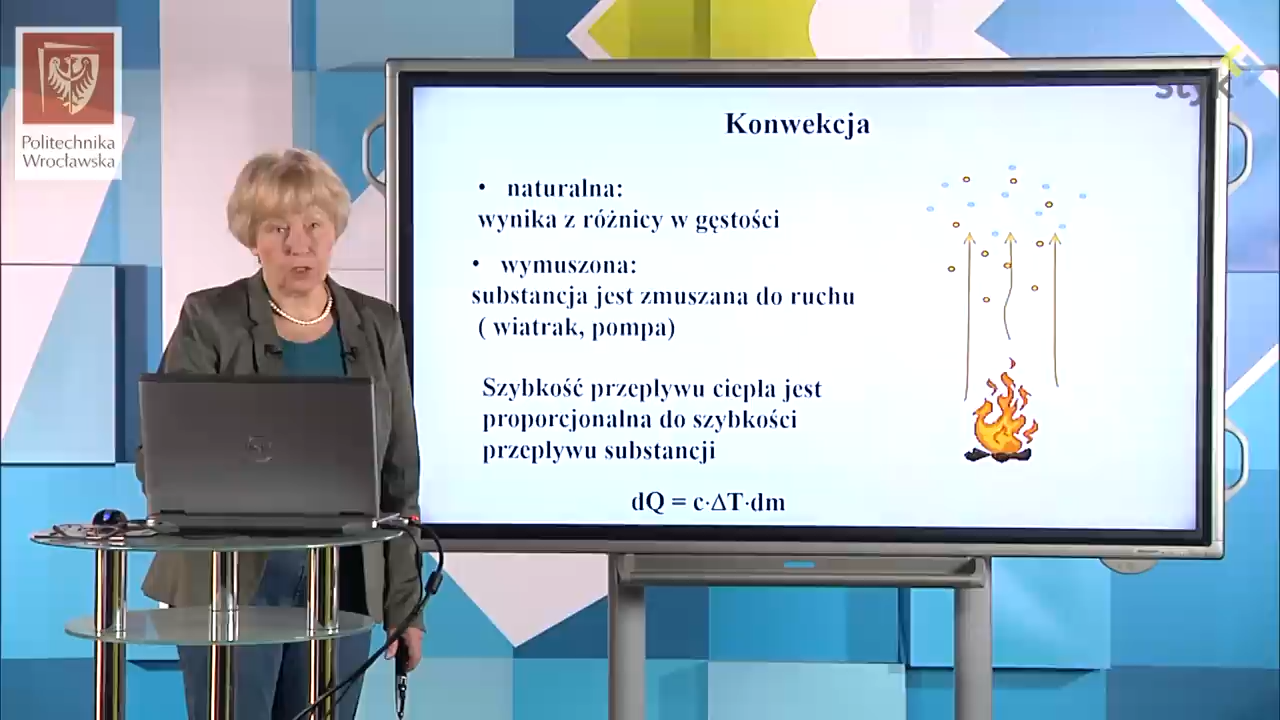 Politechnika
Wrocławska
styk
Konwekcja
• naturalna:
wynika z różnicy w gęstości
• wymuszona:
substancja jest zmuszana do ruchu
( wiatrak, pompa)
Szybkość przepływu ciepła jest
proporcjonalna do szybkości
przepływu substancji
dQ = c·ΔT·dm